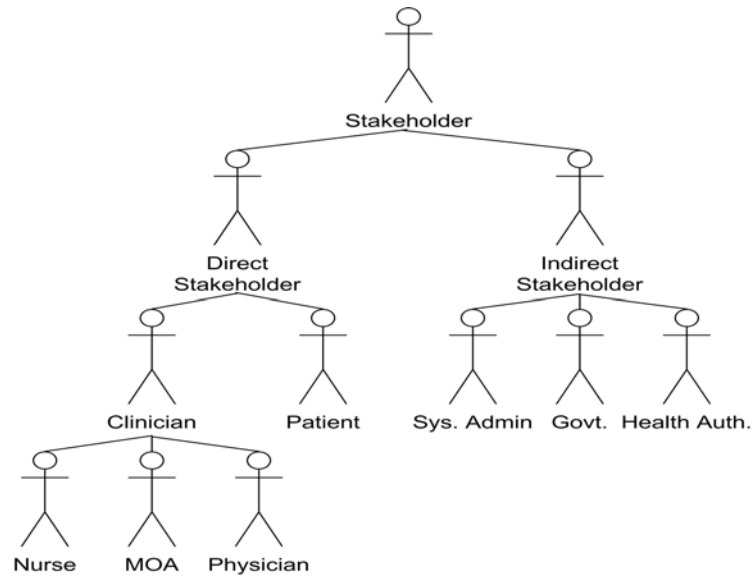 Stakeholder
Direct
Stakeholder
Indirect
Stakeholder
Clinician
Patient
Sys. Admin
Govt.
Health Auth.
Nurse
MOA
Physician